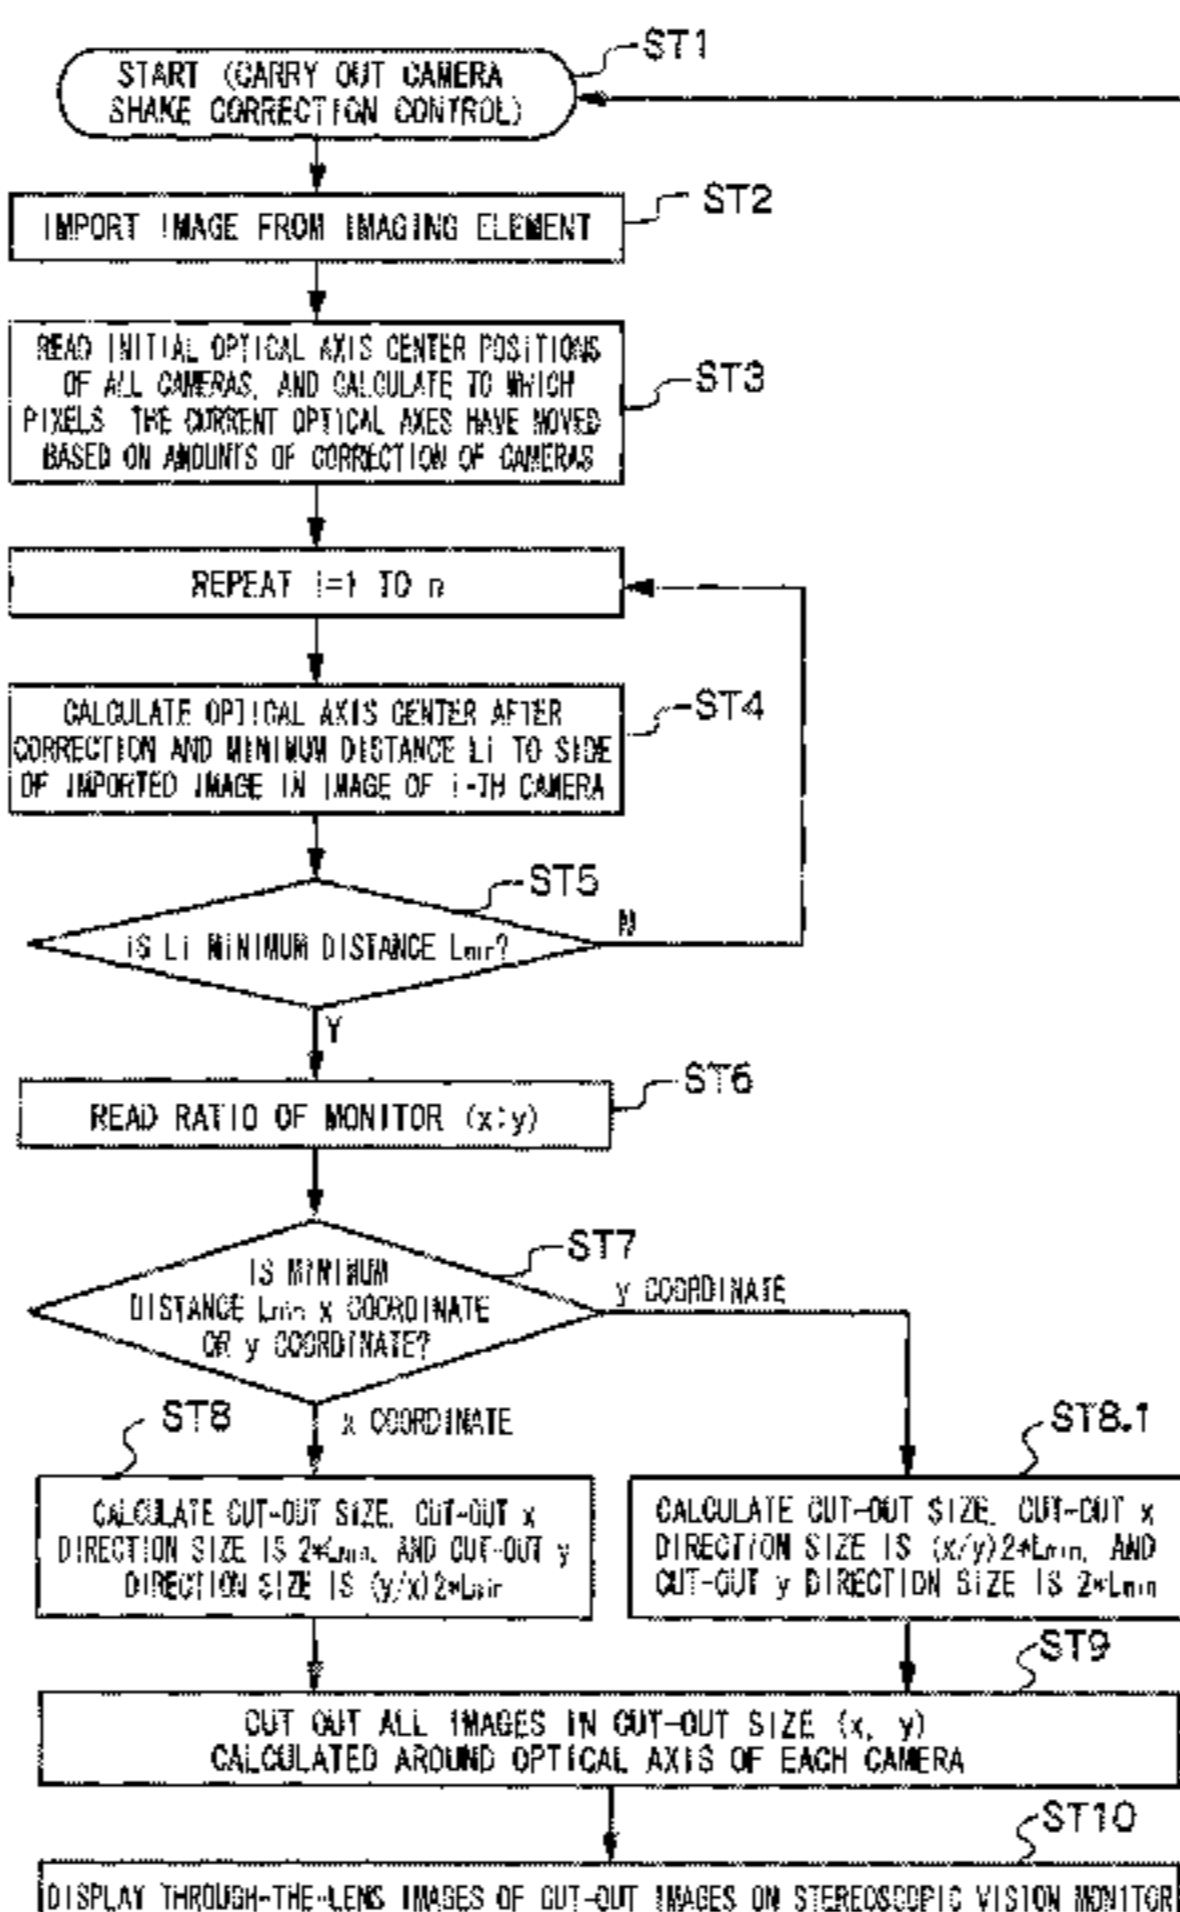 ST1
START (CARRY OUT CAMERA
SHAKE CORRECTION CONTROL)
ST2
IMPORT IMAGE FROM IMAGING ELEMENT
READ INITIAL OPTICAL AXIS CENTER POSITIONS
OF ALL CAMERAS, AND CALCULATE TO WHICH
PIXELS THE CURRENT OPTICAL AXES HAVE MOVED
BASED ON AMOUNTS OF CORRECTION OF CAMERAS
ST3
REPEAT i=1 TO n
CALCULATE OPTICAL AXIS CENTER AFTER
CORRECTION AND MINIMUM DISTANCE Li TO SIDE
OF IMPORTED IMAGE IN IMAGE OF i-TH CAMERA
ST4
ST5
IS Li MINIMUM DISTANCE Lmin?
N
Y
ST6
READ RATIO OF MONITOR (x:y)
ST7
IS MINIMUM
DISTANCE Lmin x COORDINATE
OR y COORDINATE?
y COORDINATE
x COORDINATE
ST8
CALCULATE CUT-OUT SIZE. CUT-OUT x
DIRECTION SIZE IS 2*Lmin, AND CUT-OUT y
DIRECTION SIZE IS (y/x)2*Lmin
ST8.1
CALCULATE CUT-OUT SIZE. CUT-OUT x
DIRECTION SIZE IS (x/y)2*Lmin, AND
CUT-OUT y DIRECTION SIZE IS 2*Lmin
ST9
CUT OUT ALL IMAGES IN CUT-OUT SIZE (x, y)
CALCULATED AROUND OPTICAL AXIS OF EACH CAMERA
ST10
DISPLAY THROUGH-THE-LENS IMAGES OF CUT-OUT IMAGES ON STEREOSCOPIC VISION MONITOR